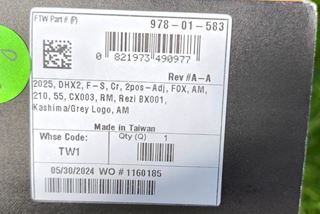 FTW Part # (P)
978-01-583
0 821973 490977
Rev #A-A
2025, DHX2, F-S, Cr, 2pos-Adj, FOX, AM,
210, 55, CX003, RM, Rezi BX001,
Kashima/Grey Logo, AM
Made in Taiwan
Whse Code:
Qty (Q) 1
TW1
05/30/2024 WO # 1160185